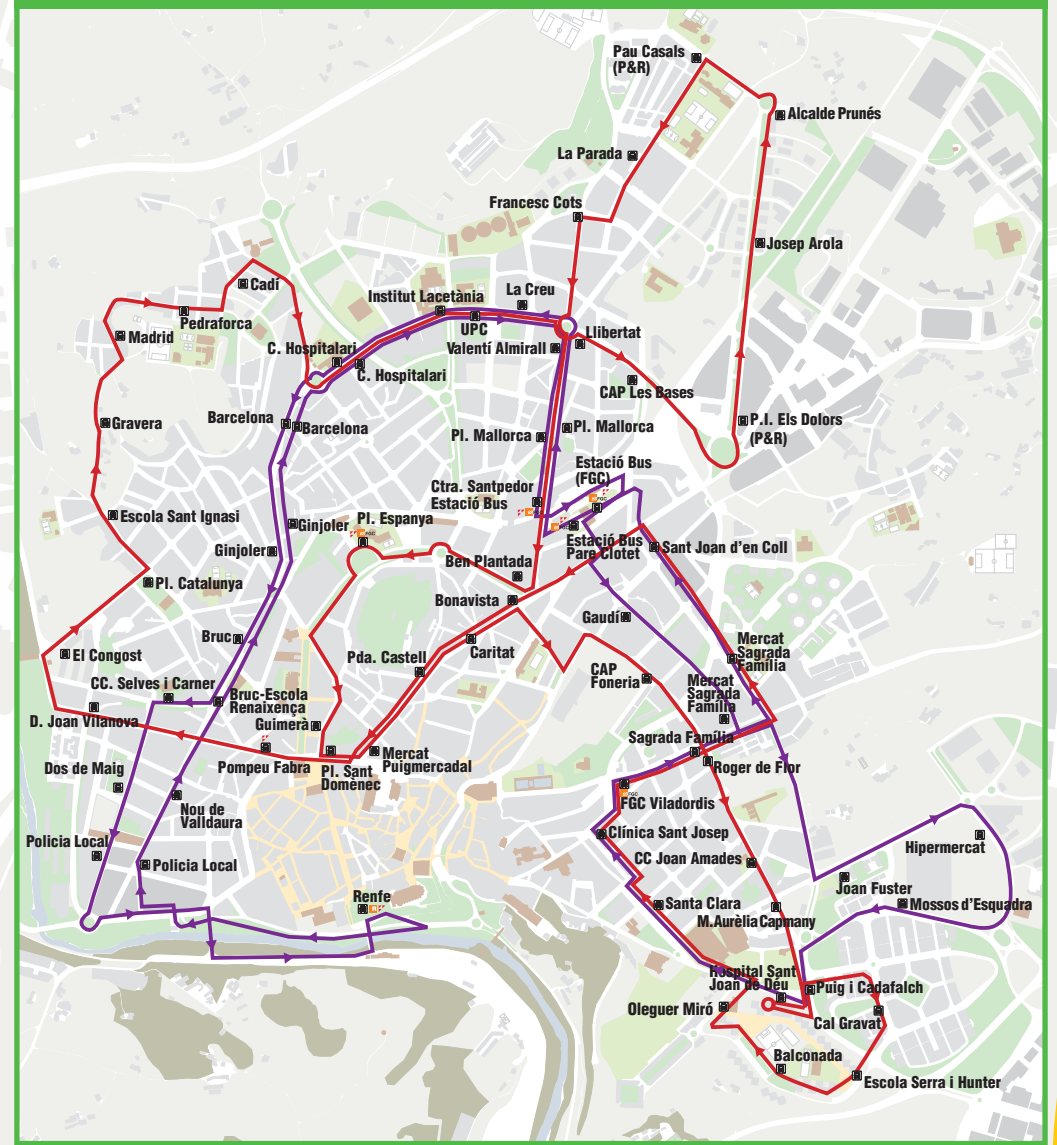 Pau Casals
(P&R)
Alcalde Prunés
La Parada
Francesc Cots
Josep Arola
Cadí
La Creu
Institut Lacetània
Pedraforca
UPC
Llibertat
Madrid
Valentí Almirall
C. Hospitalari
C. Hospitalari
CAP Les Bases
Gravera
Barcelona
Barcelona
P.I. Els Dolors
(P&R)
Pl. Mallorca
Pl. Mallorca
Estació Bus
(FGC)
Ctra. Santpedor
Estació Bus
FGC
FGC
FGC
Escola Sant Ignasi
Ginjoler
Pl. Espanya
FGC
Estació Bus
Pare Clotet
Sant Joan d'en Coll
Ginjoler
Ben Plantada
Pl. Catalunya
Bonavista
Gaudí
Bruc
Caritat
Mercat
Sagrada
Família
El Congost
Pda. Castell
CAP
Foneria
CC. Selves i Carner
Bruc-Escola
Renaixença
Mercat
Sagrada
Família
D. Joan Vilanova
Guimerà
Sagrada Família
Pompeu Fabra
Pl. Sant
Domènec
Mercat
Puigmercadal
Roger de Flor
Dos de Maig
FGC Viladordis
FGC
Nou de
Valldaura
Clínica Sant Josep
Hipermercat
Policia Local
Policia Local
CC Joan Amades
Joan Fuster
Renfe
Santa Clara
Mossos d'Esquadra
M.Aurèlia Capmany
Hospital Sant
Joan de Déu
Puig i Cadafalch
Oleguer Miró
Cal Gravat
Balconada
Escola Serra i Hunter